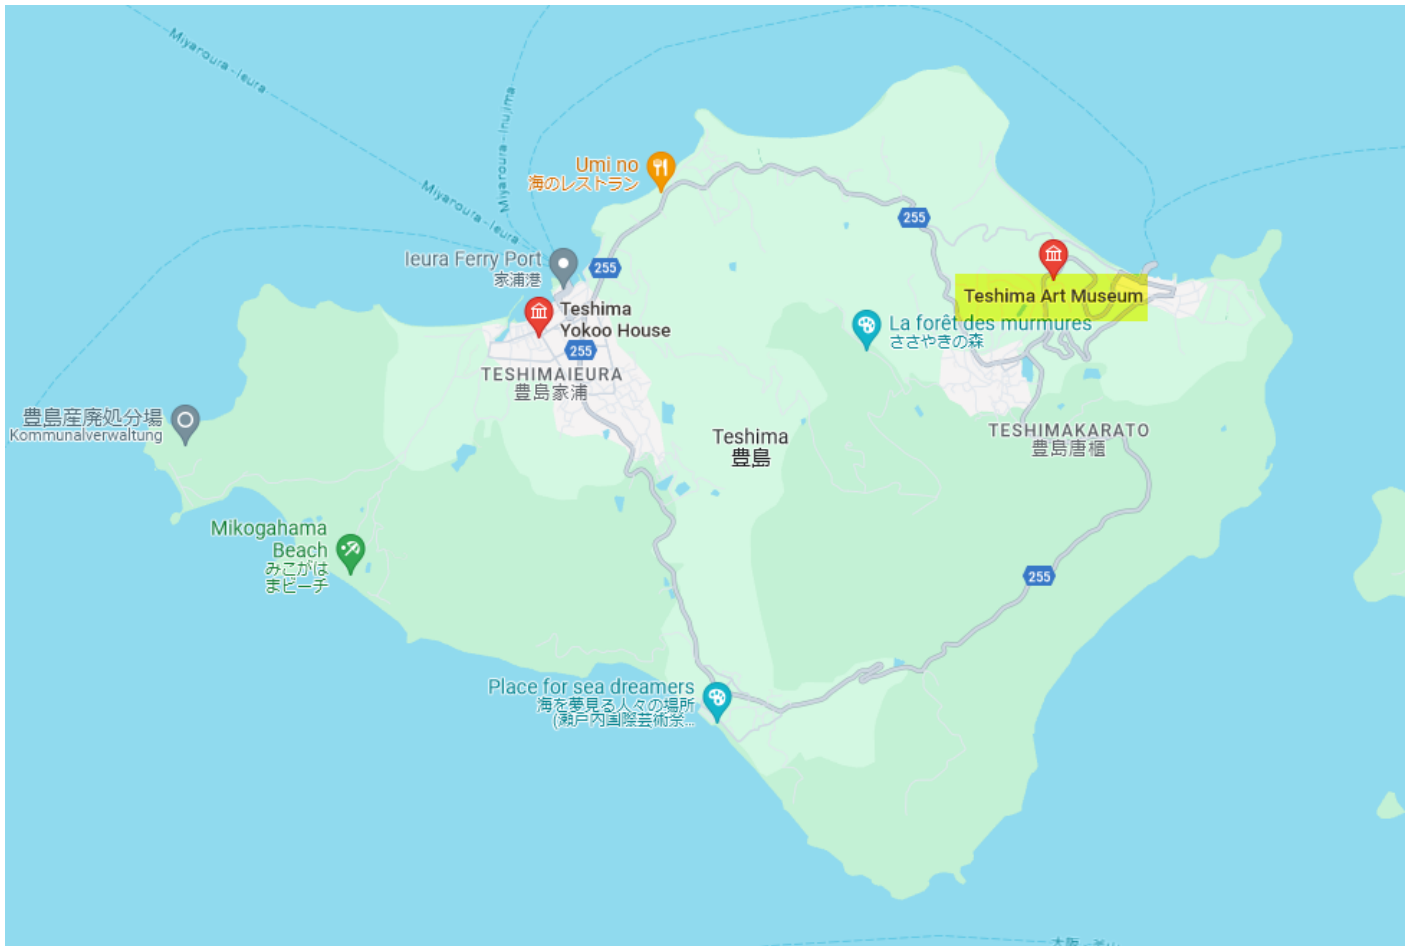 Miyaroura - Ieura
Miyaroura - Ieura
Umi no
海のレストラン
255
Ieura Ferry Port
家浦港
255
Teshima
Yokoo House
255
TESHIMAIEURA
豊島家浦
Teshima Art Museum
La forêt des murmures
ささやきの森
豊島産廃処分場
Kommunalverwaltung
Teshima
豊島
TESHIMAKARATO
豊島唐櫃
Mikogahama
Beach
みこがは
まビーチ
255
Place for sea dreamers
海を夢見る人々の場所
(瀬戸内国際芸術祭...